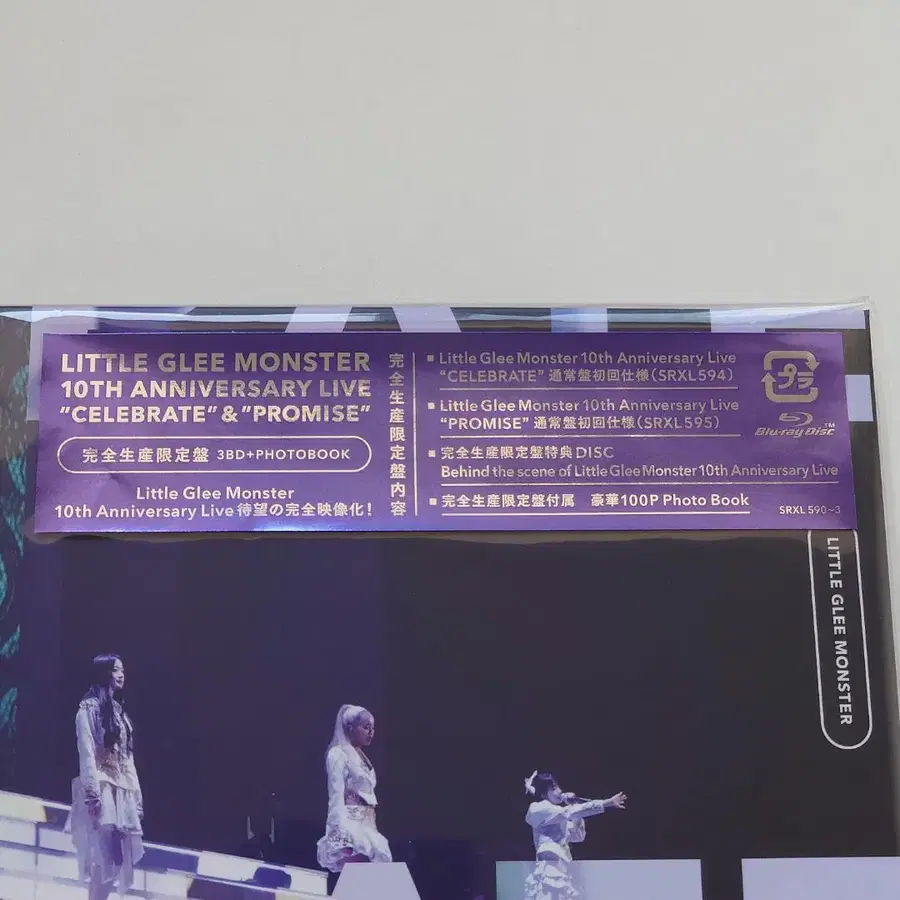 LITTLE GLEE MONSTER
10TH ANNIVERSARY LIVE
"CELEBRATE" & "PROMISE"
完全生産限定盤 3BD+PHOTOBOOK
Little Glee Monster
10th Anniversary Live待望の完全映像化！
完全生産限定盤内容
■ Little Glee Monster 10th Anniversary Live
"CELEBRATE" 通常盤初回仕様(SRXL594)
■ Little Glee Monster 10th Anniversary Live
"PROMISE" 通常盤初回仕様(SRXL595)
■ 完全生産限定盤特典DISC
Behind the scene of Little Glee Monster 10th Anniversary Live
■ 完全生産限定盤付属 豪華100P Photo Book
プラ
Blu-ray Disc™
SRXL 590~3
LITTLE GLEE MONSTER